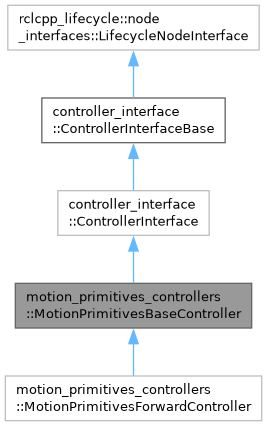 rclcpp_lifecycle::node
_interfaces::LifecycleNodeInterface
controller_interface
::ControllerInterfaceBase
controller_interface
::ControllerInterface
motion_primitives_controllers
::MotionPrimitivesBaseController
motion_primitives_controllers
::MotionPrimitivesForwardController